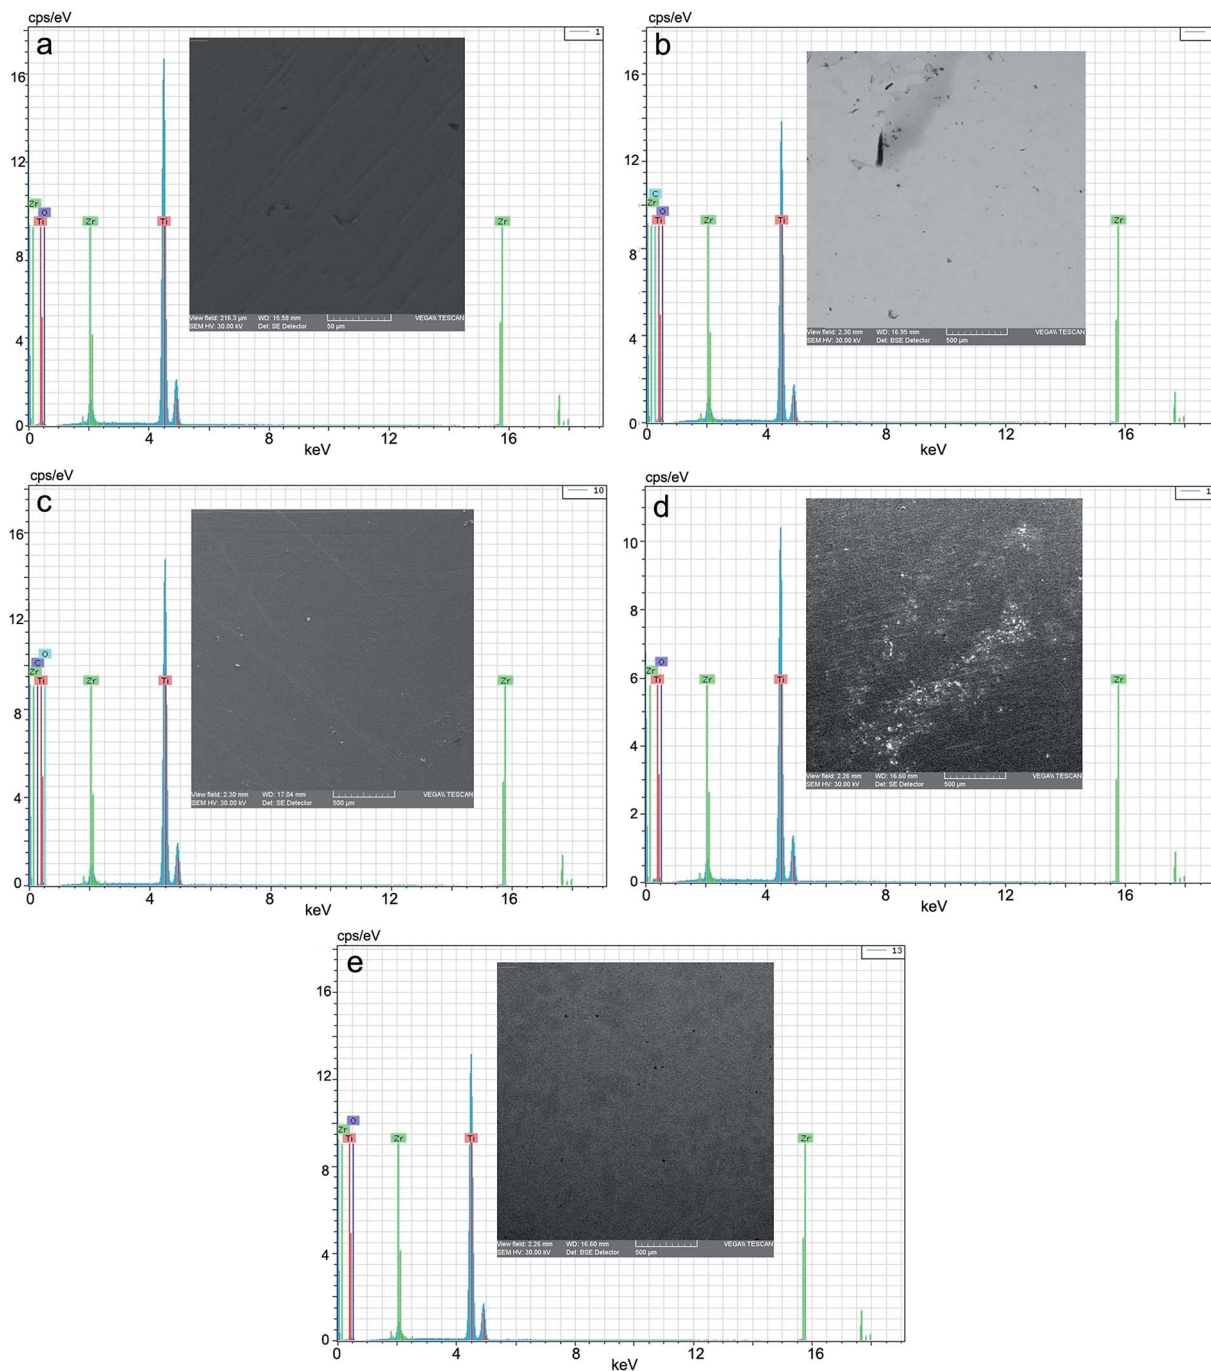 cps/eV
a
1
16
12
8
4
0
Zr
O
Ti
Zr
Ti
Zr
View field: 216.3 µm WD: 15.58 mm
SEM HV: 30.00 kV Det: SE Detector 50 µm VEGA\\ TESCAN
0 4 8 12 16
keV
cps/eV
b
16
12
8
4
0
C
Zr
O
Ti
Zr
Ti
Zr
View field: 2.30 mm WD: 16.95 mm
SEM HV: 30.00 kV Det: BSE Detector 500 µm VEGA\\ TESCAN
0 4 8 12 16
keV
cps/eV
c
10
16
12
8
4
0
O
C
Zr
Ti
Zr
Ti
Zr
View field: 2.30 mm WD: 17.04 mm
SEM HV: 30.00 kV Det: SE Detector 500 µm VEGA\\ TESCAN
0 4 8 12 16
keV
d
1
10
8
6
4
2
0
O
Zr
Ti
Zr
Ti
Zr
View field: 2.26 mm WD: 16.60 mm
SEM HV: 30.00 kV Det: SE Detector 500 µm VEGA\\ TESCAN
0 4 8 12 16
keV
cps/eV
e
13
16
12
8
4
0
O
Zr
Ti
Zr
Ti
Zr
View field: 2.26 mm WD: 16.60 mm
SEM HV: 30.00 kV Det: BSE Detector 500 µm VEGA\\ TESCAN
0 4 8 12 16
keV